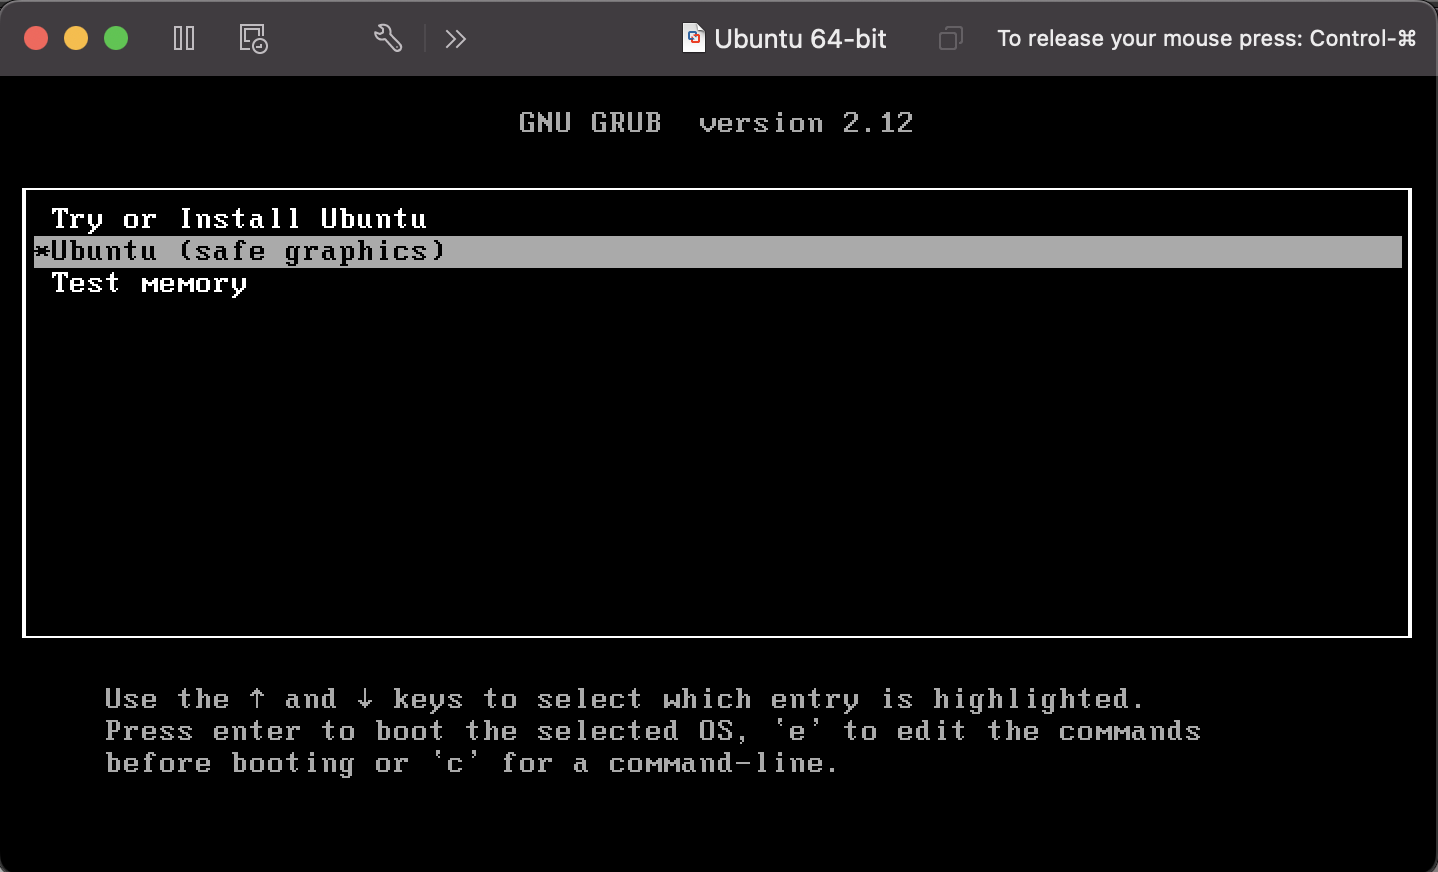 Ubuntu 64-bit
To release your mouse press: Control-⌘
GNU GRUB  version 2.12
Try or Install Ubuntu
*Ubuntu (safe graphics)
Test memory
Use the ↑ and ↓ keys to select which entry is highlighted.
Press enter to boot the selected OS, `e' to edit the commands
before booting or `c' for a command-line.